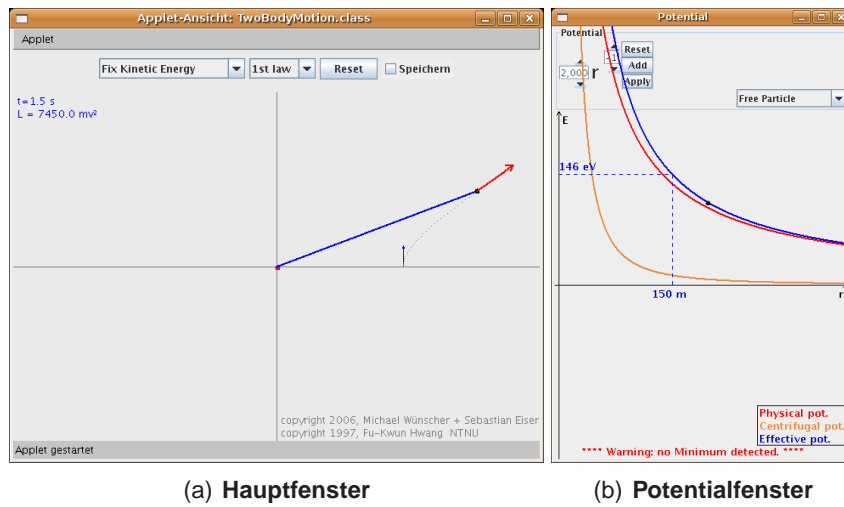 Applet-Ansicht: TwoBodyMotion.class
Applet
Fix Kinetic Energy 1st law Reset Speichern
t=1.5 s
L = 7450.0 mv²
copyright 2006, Michael Wünscher + Sebastian Eiser
copyright 1997, Fu-Kwun Hwang NTNU
Applet gestartet
(a) Hauptfenster
Potential
Potential
2,000 r -1
Reset
Add
Apply
Free Particle
E
146 eV
150 m
r
Physical pot.
Centrifugal pot.
Effective pot.
**** Warning: no Minimum detected. ****
(b) Potentialfenster